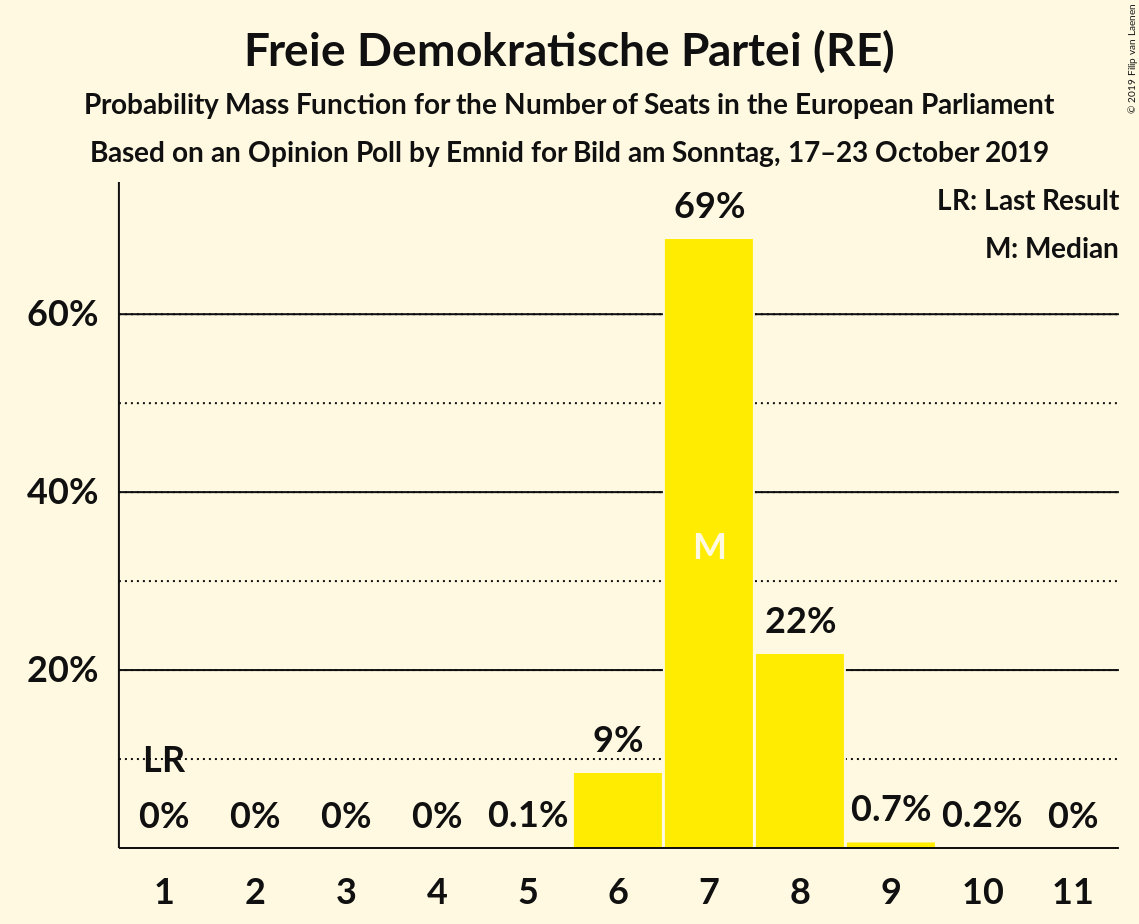 Freie Demokratische Partei (RE)
Probability Mass Function for the Number of Seats in the European Parliament
Based on an Opinion Poll by Emnid for Bild am Sonntag, 17–23 October 2019
© 2019 Filip van Laenen
LR: Last Result
M: Median
69%
60%
40%
M
22%
20%
9%
LR
0% 0% 0% 0% 0.1% 0.7% 0.2% 0%
1 2 3 4 5 6 7 8 9 10 11